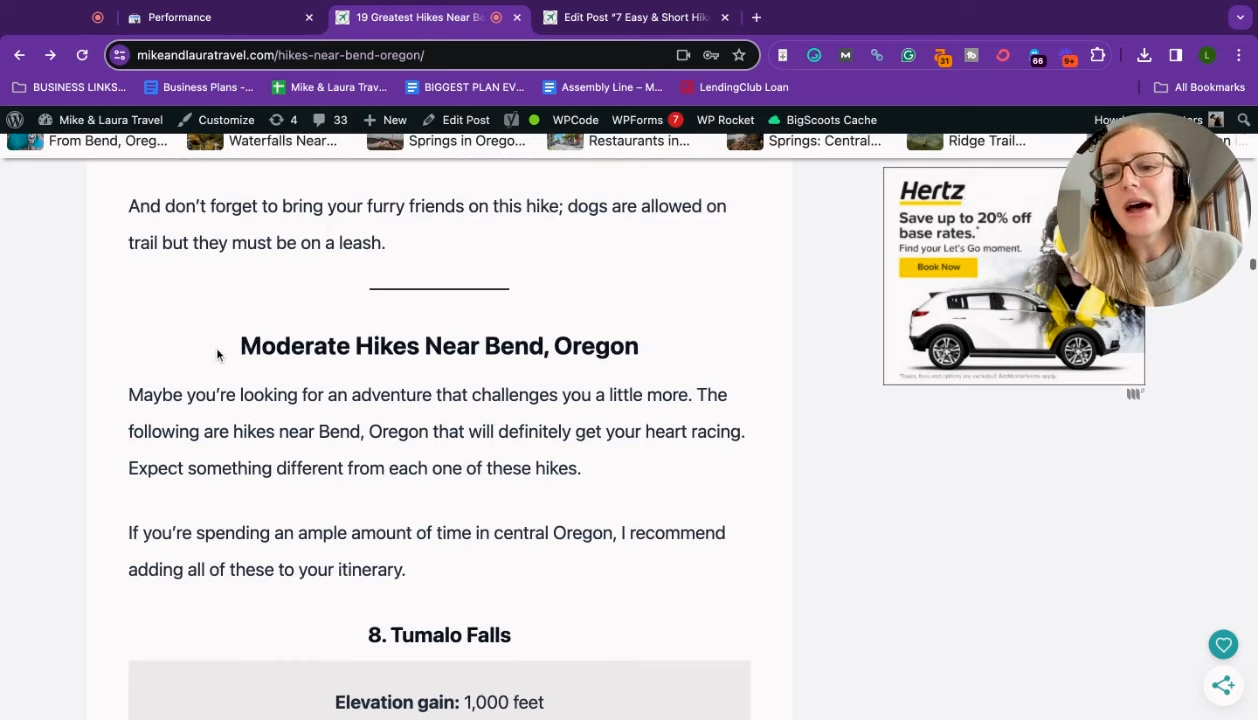 Performance
19 Greatest Hikes Near Be
Edit Post "7 Easy & Short Hik
mikeandlauratravel.com/hikes-near-bend-oregon/
31
66
9+
L
BUSINESS LINKS...
Business Plans -...
Mike & Laura Trav...
BIGGEST PLAN EV...
Assembly Line – M...
LendingClub Loan
All Bookmarks
Mike & Laura Travel
Customize
4
33
New
Edit Post
WPCode
WPForms 7
WP Rocket
BigScoots Cache
From Bend, Oreg...
Waterfalls Near...
Springs in Orego...
Restaurants in...
Springs: Central...
Ridge Trail...
And don't forget to bring your furry friends on this hike; dogs are allowed on
trail but they must be on a leash.
Hertz
Save up to 20% off
base rates.*
Find your Let's Go moment.
Book Now
Moderate Hikes Near Bend, Oregon
Maybe you're looking for an adventure that challenges you a little more. The
following are hikes near Bend, Oregon that will definitely get your heart racing.
Expect something different from each one of these hikes.
If you're spending an ample amount of time in central Oregon, I recommend
adding all of these to your itinerary.
8. Tumalo Falls
Elevation gain: 1,000 feet